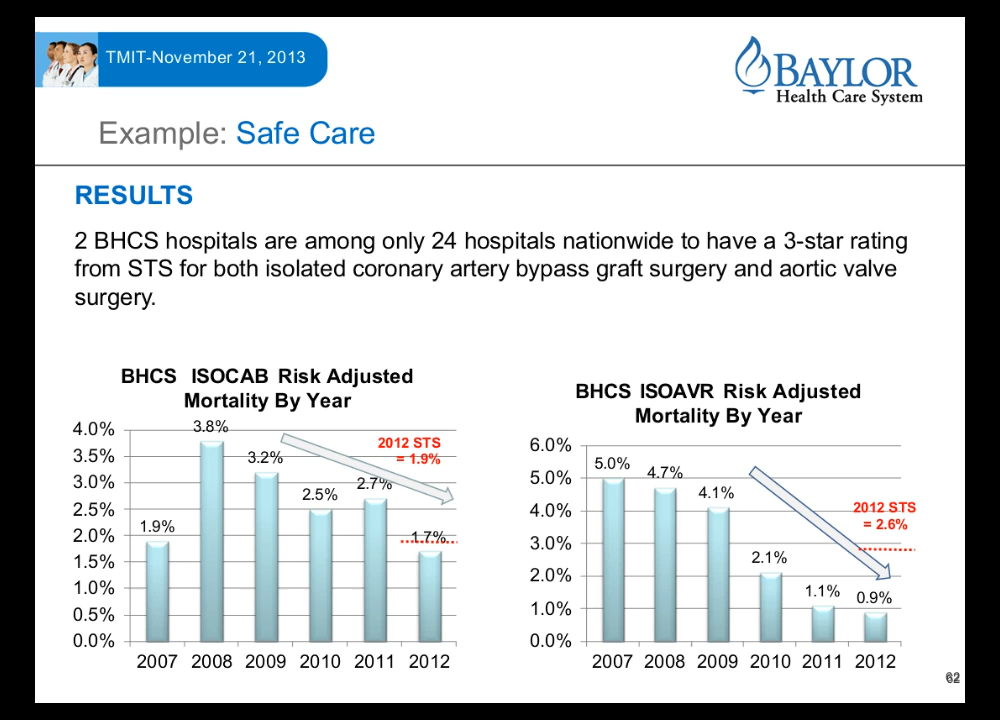 TMIT-November 21, 2013
BAYLOR
Health Care System
Example: Safe Care
RESULTS
2 BHCS hospitals are among only 24 hospitals nationwide to have a 3-star rating
from STS for both isolated coronary artery bypass graft surgery and aortic valve
surgery.
BHCS ISOCAB Risk Adjusted
Mortality By Year
4.0%
3.5%
3.0%
2.5%
2.0%
1.5%
1.0%
0.5%
0.0%
1.9%
3.8%
3.2%
2.5%
2.7%
1.7%
2012 STS
= 1.9%
2007 2008 2009 2010 2011 2012
BHCS ISOAVR Risk Adjusted
Mortality By Year
6.0%
5.0%
4.0%
3.0%
2.0%
1.0%
0.0%
5.0%
4.7%
4.1%
2.1%
1.1%
0.9%
2012 STS
= 2.6%
2007 2008 2009 2010 2011 2012
62